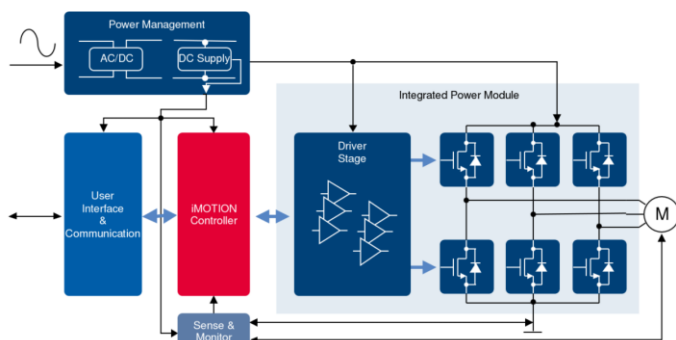 Power Management
AC/DC
DC Supply
Integrated Power Module
Driver
Stage
User
Interface
&
Communication
iMOTION
Controller
M
Sense &
Monitor